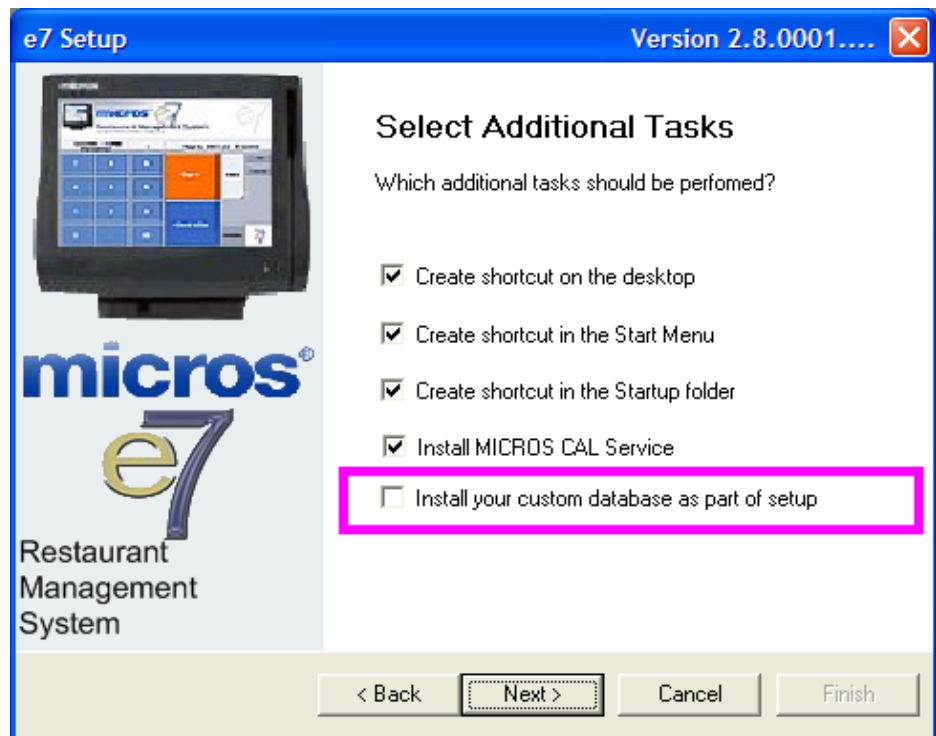 e7 Setup
Version 2.8.0001....
micros
Select Additional Tasks
Which additional tasks should be perfomed?
Create shortcut on the desktop
Create shortcut in the Start Menu
Create shortcut in the Startup folder
Install MICROS CAL Service
Install your custom database as part of setup
micros®
e7
Restaurant
Management
System
< Back
Next >
Cancel
Finish